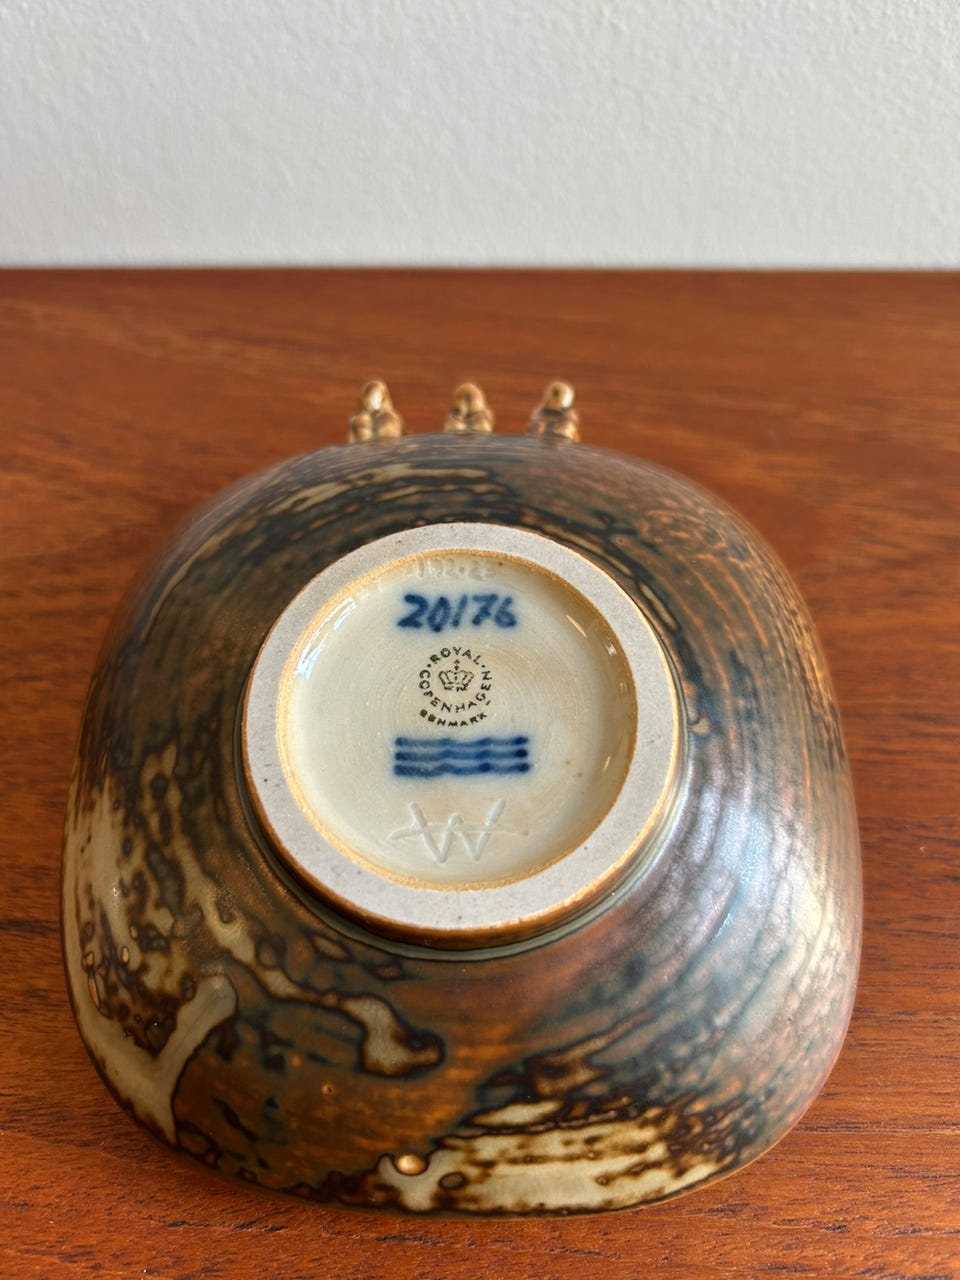 20176
ROYAL
COPENHAGEN
DENMARK
W